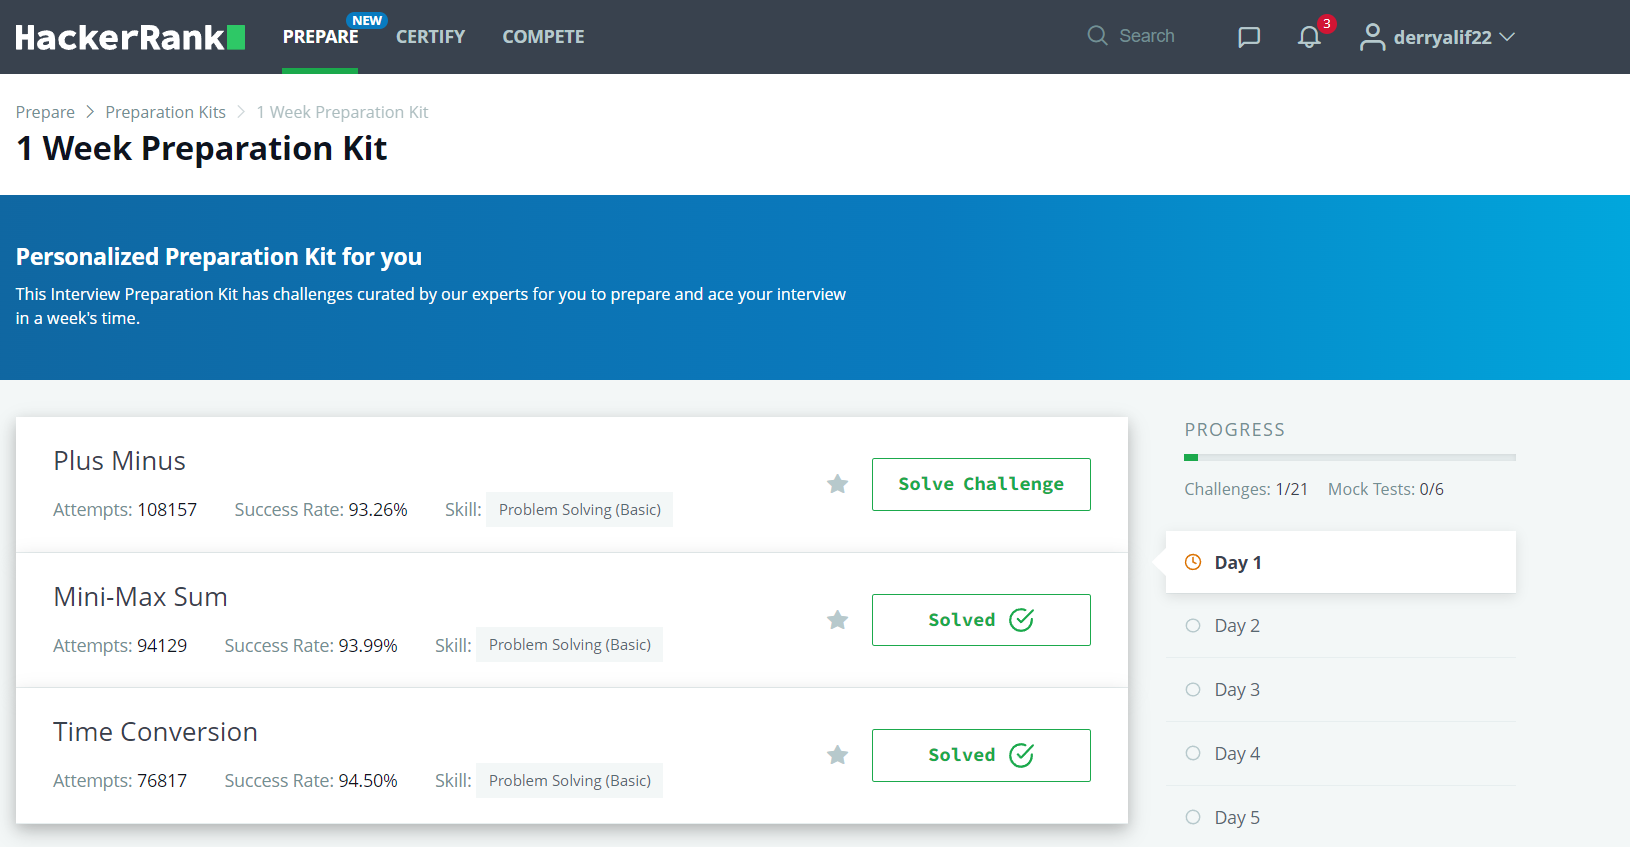 HackerRank
PREPARE
NEW
CERTIFY
COMPETE
Search
3
derryalif22
Prepare
Preparation Kits
1 Week Preparation Kit
1 Week Preparation Kit
Personalized Preparation Kit for you
This Interview Preparation Kit has challenges curated by our experts for you to prepare and ace your interview
in a week's time.
Plus Minus
Attempts: 108157 Success Rate: 93.26% Skill: Problem Solving (Basic)
Solve Challenge
Mini-Max Sum
Attempts: 94129 Success Rate: 93.99% Skill: Problem Solving (Basic)
Solved
Time Conversion
Attempts: 76817 Success Rate: 94.50% Skill: Problem Solving (Basic)
Solved
PROGRESS
Challenges: 1/21 Mock Tests: 0/6
Day 1
Day 2
Day 3
Day 4
Day 5